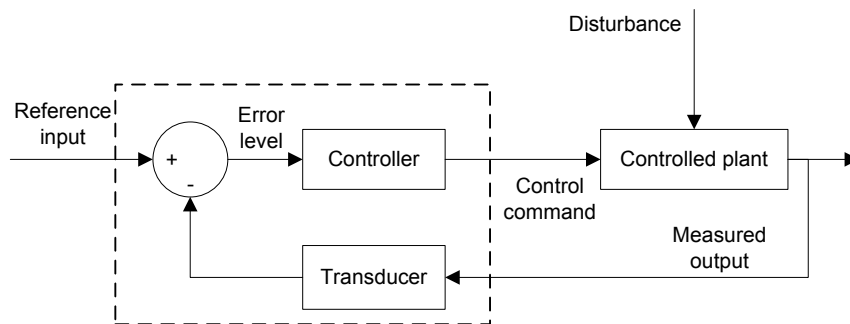 Disturbance
Reference
input
Error
level
+
-
Controller
Controlled plant
Control
command
Measured
output
Transducer